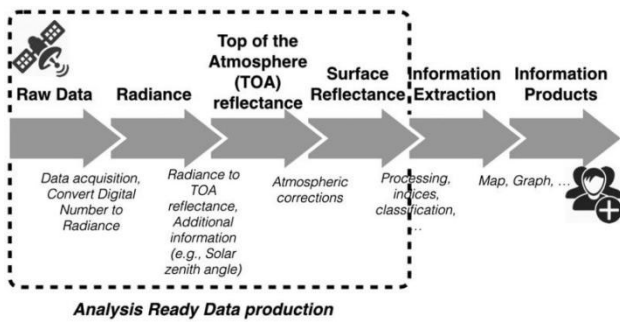 Raw Data
Radiance
Top of the
Atmosphere
(TOA)
reflectance
Surface
Reflectance
Information
Extraction
Information
Products
Data acquisition,
Convert Digital
Number to
Radiance
Radiance to
TOA
reflectance,
Additional
information
(e.g., Solar
zenith angle)
Atmospheric
corrections
Processing,
indices,
classification,
...
Map, Graph, ...
Analysis Ready Data production